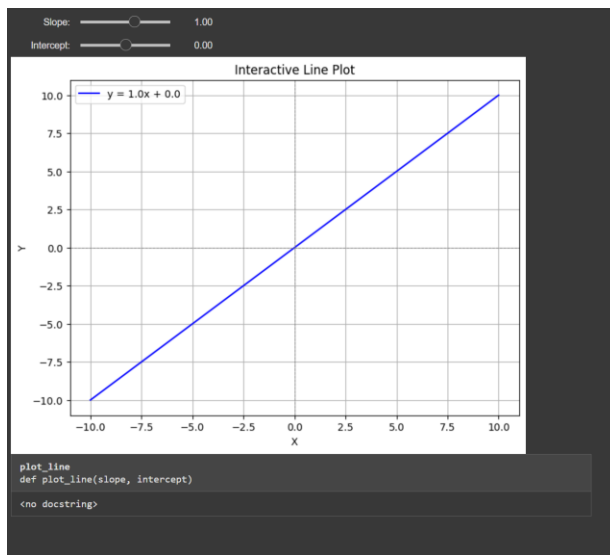 Slope: 1.00
Intercept: 0.00
Interactive Line Plot
y = 1.0x + 0.0
10.0
7.5
5.0
2.5
0.0
−2.5
−5.0
−7.5
−10.0
Y
−10.0 −7.5 −5.0 −2.5 0.0 2.5 5.0 7.5 10.0
X
plot_line
def plot_line(slope, intercept)
<no docstring>